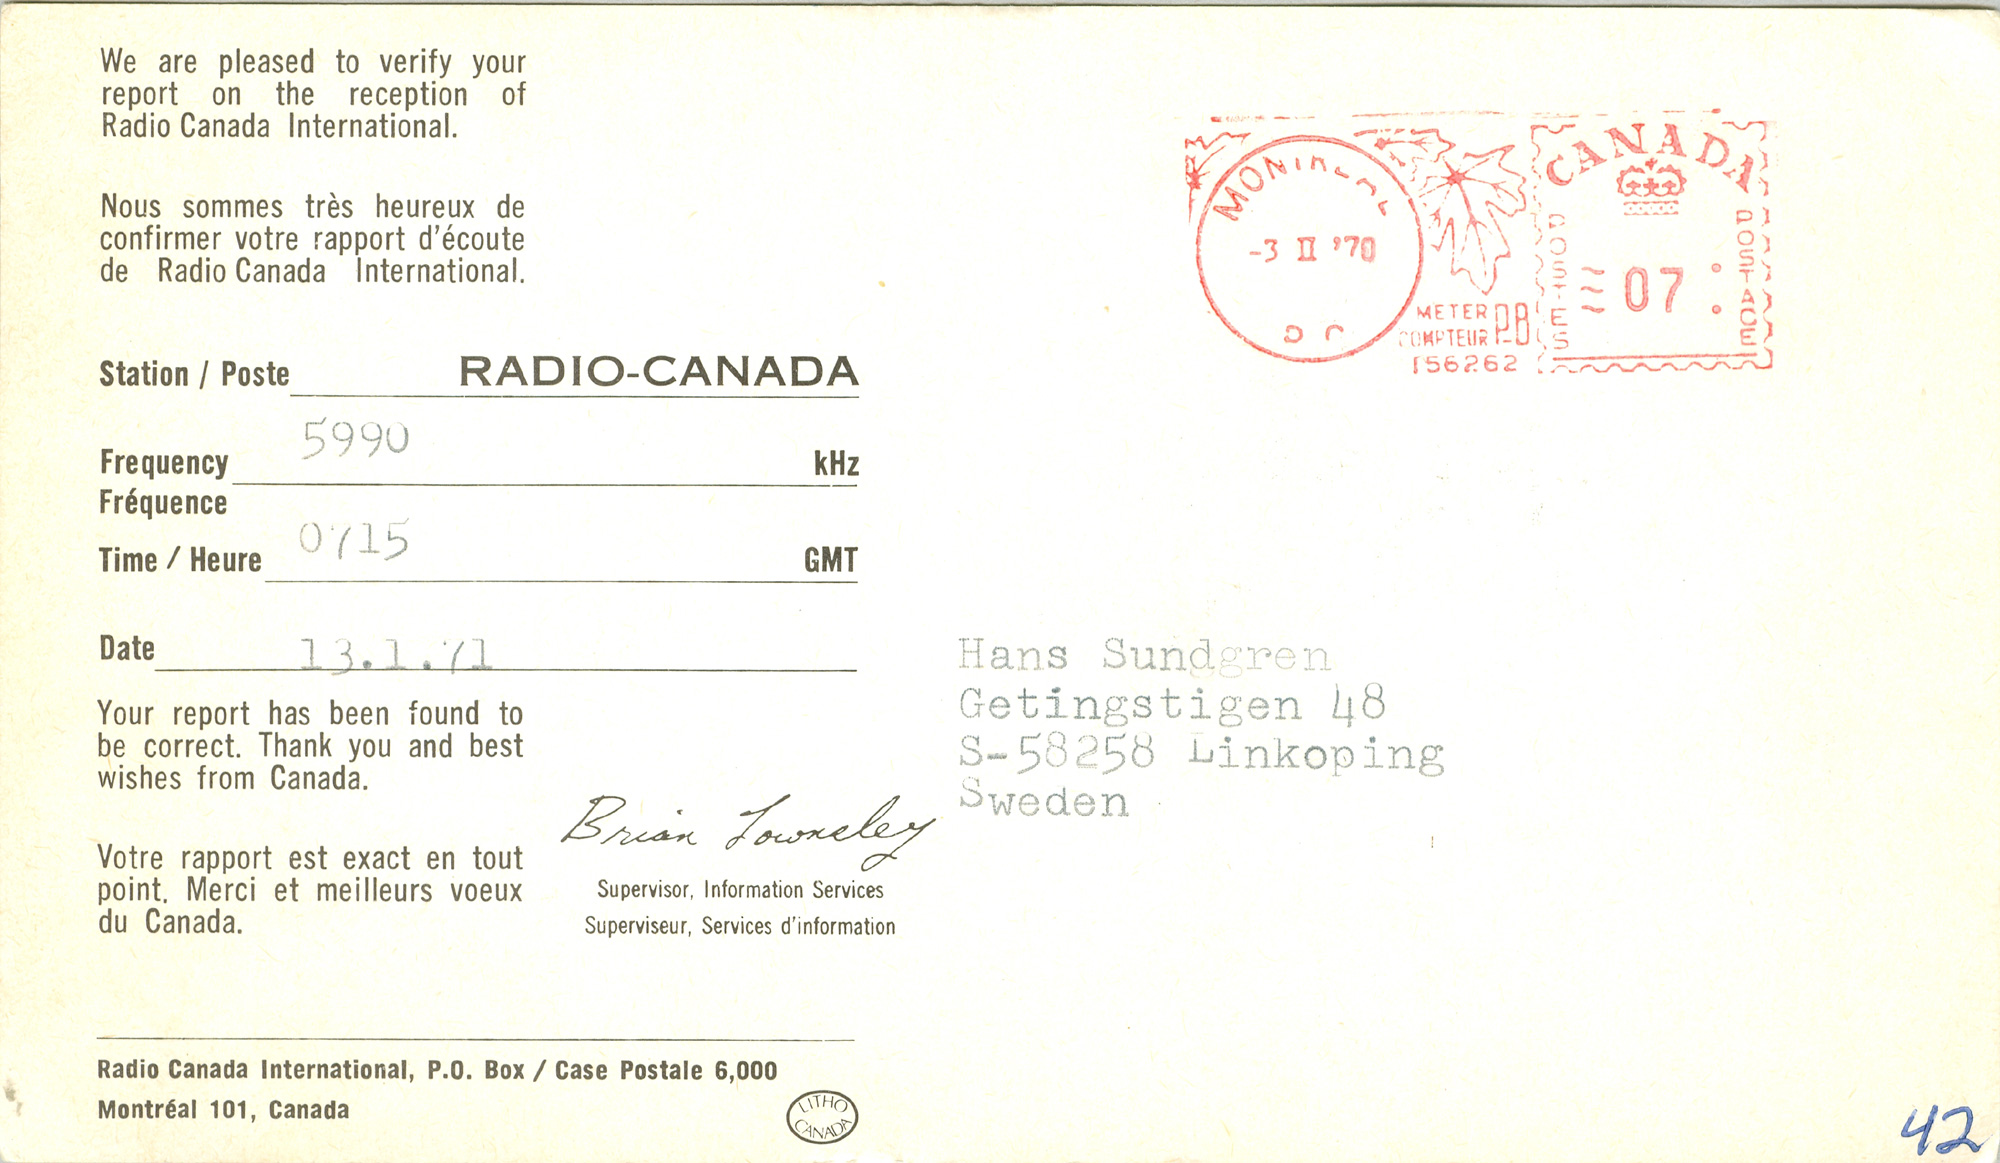 We are pleased to verify your
report on the reception of
Radio Canada International.
Nous sommes très heureux de
confirmer votre rapport d'écoute
de Radio Canada International.
Station / Poste RADIO-CANADA
Frequency 5990 kHz
Fréquence
Time / Heure 0715 GMT
Date 13.1.71
Your report has been found to
be correct. Thank you and best
wishes from Canada.
Votre rapport est exact en tout
point. Merci et meilleurs voeux
du Canada.
Brian Townsley
Supervisor, Information Services
Superviseur, Services d'information
Radio Canada International, P.O. Box / Case Postale 6,000
Montréal 101, Canada
LITHO
CANADA
MONTREAL
-3 II '70
METER
COMPTEUR PB
156262
CANADA
POSTES
07
POSTAGE
Hans Sundgren
Getingstigen 48
S-58258 Linkoping
Sweden
42